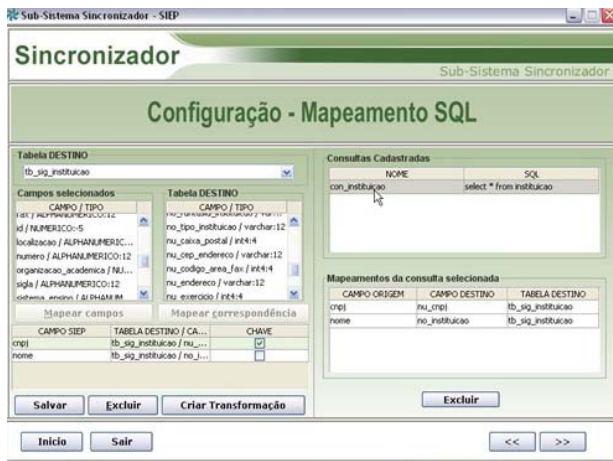 Sub-Sistema Sincronizador - SIEP
Sincronizador
Sub-Sistema Sincronizador
Configuração - Mapeamento SQL
Tabela DESTINO
tb_sig_instituicao
Campos selecionados
CAMPO / TIPO
fax / ALPHANUMERICO:12
id / NUMERICO:-5
localizacao / ALPHANUMERIC...
numero / ALPHANUMERICO:12
organizacao_academica / NU...
sigla / ALPHANUMERICO:12
sistema_ensino / ALPHANUM...
Tabela DESTINO
CAMPO / TIPO
no_tipo_instituicao / varchar:12
nu_caixa_postal / int4:4
nu_cep_endereco / varchar:12
nu_codigo_area_fax / int4:4
nu_endereco / varchar:12
nu_exercicio / int4:4
Mapear campos
Mapear correspondência
CAMPO SIEP TABELA DESTINO / CA... CHAVE
cnpj tb_sig_instituicao / nu_...
nome tb_sig_instituicao / no_i...
Salvar Excluir Criar Transformação
Consultas Cadastradas
NOME SQL
con_instituicao select * from instituicao
Mapeamentos da consulta selecionada
CAMPO ORIGEM CAMPO DESTINO TABELA DESTINO
cnpj nu_cnpj tb_sig_instituicao
nome no_instituicao tb_sig_instituicao
Excluir
Inicio Sair << >>